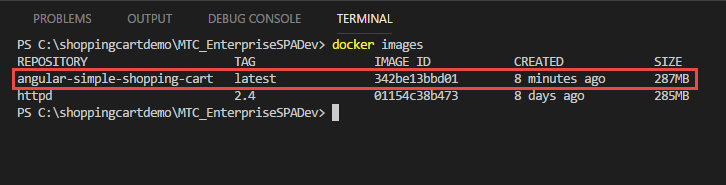 PROBLEMS OUTPUT DEBUG CONSOLE TERMINAL
PS C:\shoppingcartdemo\MTC_EnterpriseSPADev> docker images
REPOSITORY TAG IMAGE ID CREATED SIZE
angular-simple-shopping-cart latest 342be13bbd01 8 minutes ago 287MB
httpd 2.4 01154c38b473 8 days ago 285MB
PS C:\shoppingcartdemo\MTC_EnterpriseSPADev>